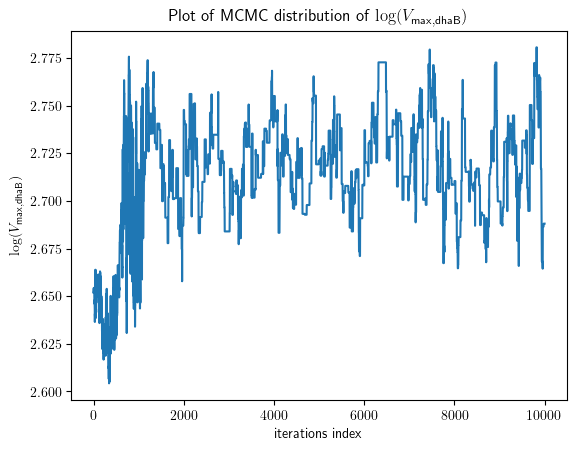 Plot of MCMC distribution of log(V_max,dhaB)
log(V_max,dhaB)
2.775
2.750
2.725
2.700
2.675
2.650
2.625
2.600
0 2000 4000 6000 8000 10000
iterations index